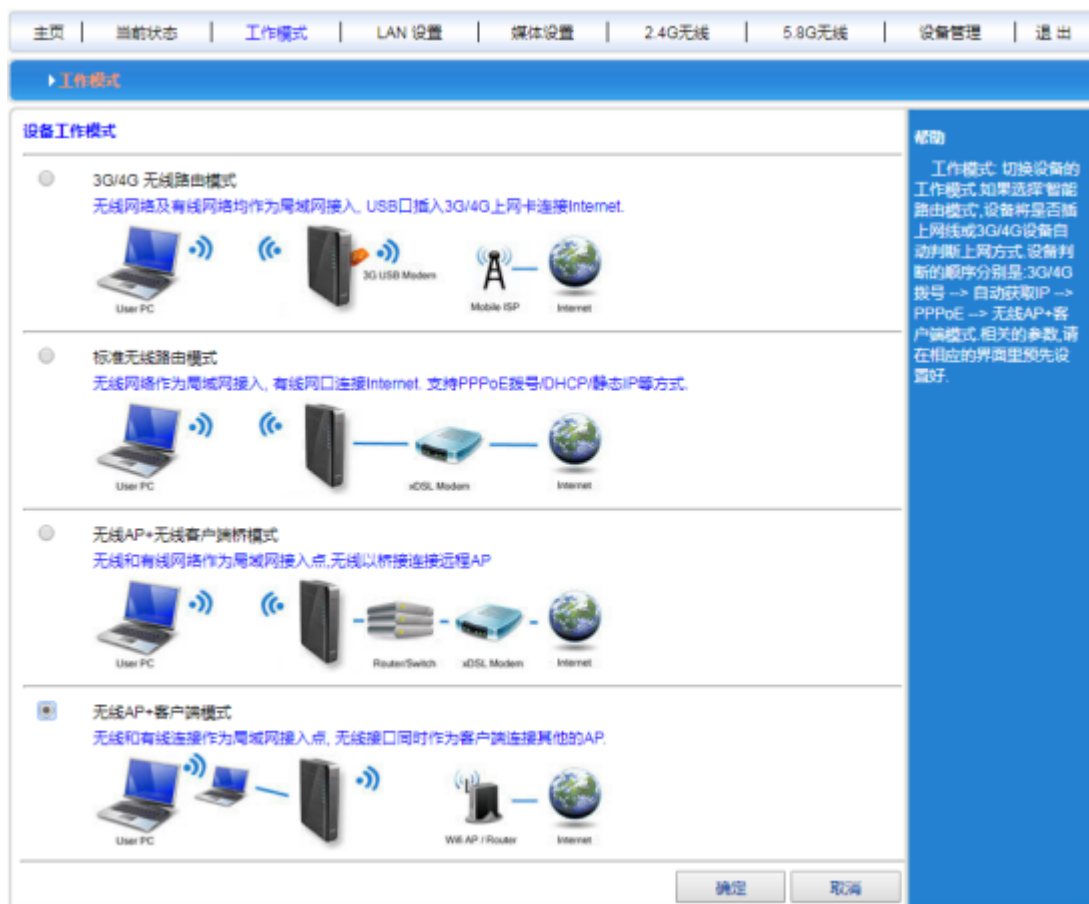 主页 | 当前状态 | 工作模式 | LAN 设置 | 媒体设置 | 2.4G无线 | 5.8G无线 | 设备管理 | 退 出
工作模式
设备工作模式
3G/4G 无线路由模式
无线网络及有线网络均作为局域网接入, USB口插入3G/4G上网卡连接Internet.
3G USB Modem
User PC
Mobile ISP
Internet
标准无线路由模式
无线网络作为局域网接入, 有线网口连接Internet. 支持PPPoE拨号/DHCP/静态IP等方式.
User PC
xDSL Modem
Internet
无线AP+无线客户端桥模式
无线和有线网络作为局域网接入点,无线以桥接连接远程AP
User PC
Router/Switch
xDSL Modem
Internet
无线AP+客户端模式
无线和有线连接作为局域网接入点, 无线接口同时作为客户端连接其他的AP.
User PC
Wifi AP / Router
Internet
确定
取消
帮助
工作模式: 切换设备的
工作模式.如果选择'智能
路由模式',设备将是否插
上网线或3G/4G设备自
动判断上网方式.设备判
断的顺序分别是:3G/4G
拨号 --> 自动获取IP -->
PPPoE --> 无线AP+客
户端模式.相关的参数,请
在相应的界面里预先设
置好.